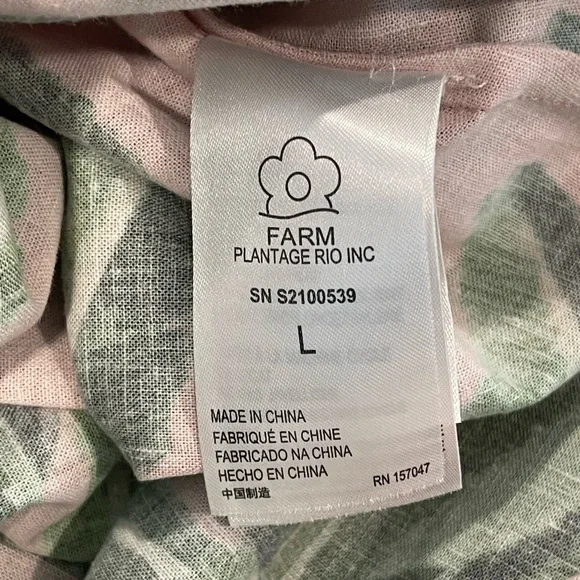 FARM
PLANTAGE RIO INC
SN S2100539
L
MADE IN CHINA
FABRIQUÉ EN CHINE
FABRICADO NA CHINA
HECHO EN CHINA
中国制造
RN 157047